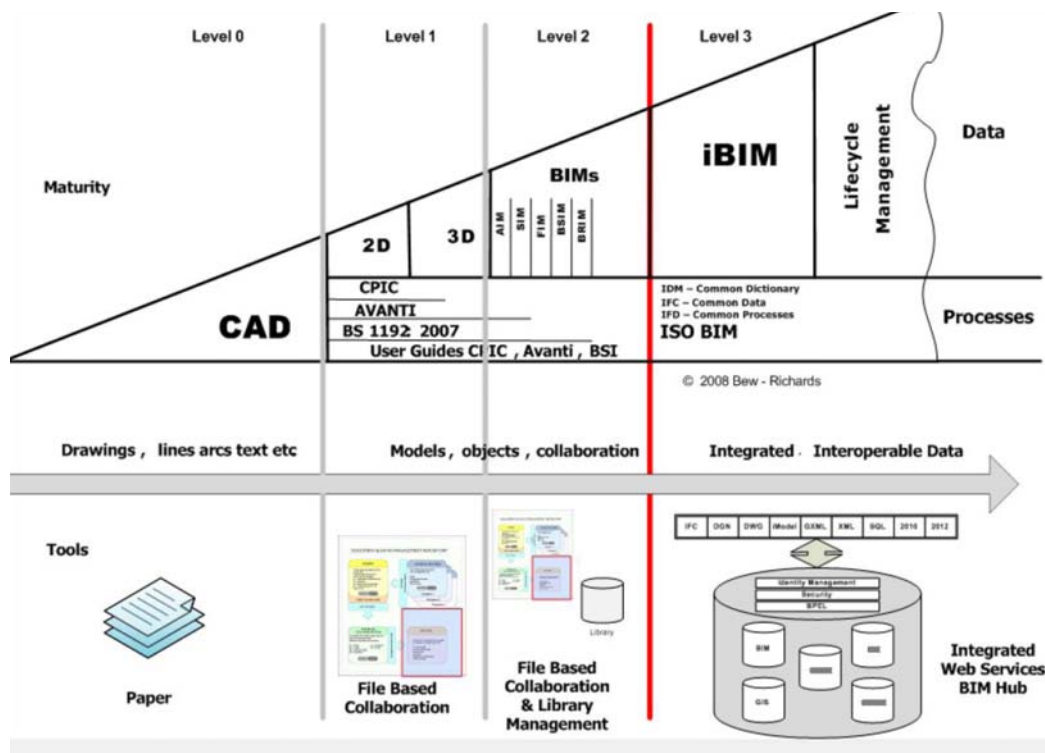 Level 0
Level 1
Level 2
Level 3
Maturity
CAD
2D
3D
BIMs
AIM
SIM
FIM
BSIM
BRIM
iBIM
Lifecycle
Management
Data
CPIC
AVANTI
BS 1192 2007
User Guides CPIC , Avanti , BSI
IDM – Common Dictionary
IFC – Common Data
IFD – Common Processes
ISO BIM
Processes
© 2008 Bew - Richards
Drawings , lines arcs text etc
Models , objects , collaboration
Integrated , Interoperable Data
Tools
Paper
File Based
Collaboration
Library
File Based
Collaboration
& Library
Management
IFC DGN DWG iModel GXML XML SQL 2016 2012
Identity Management
Security
BPEL
BIM
GIS
Integrated
Web Services
BIM Hub